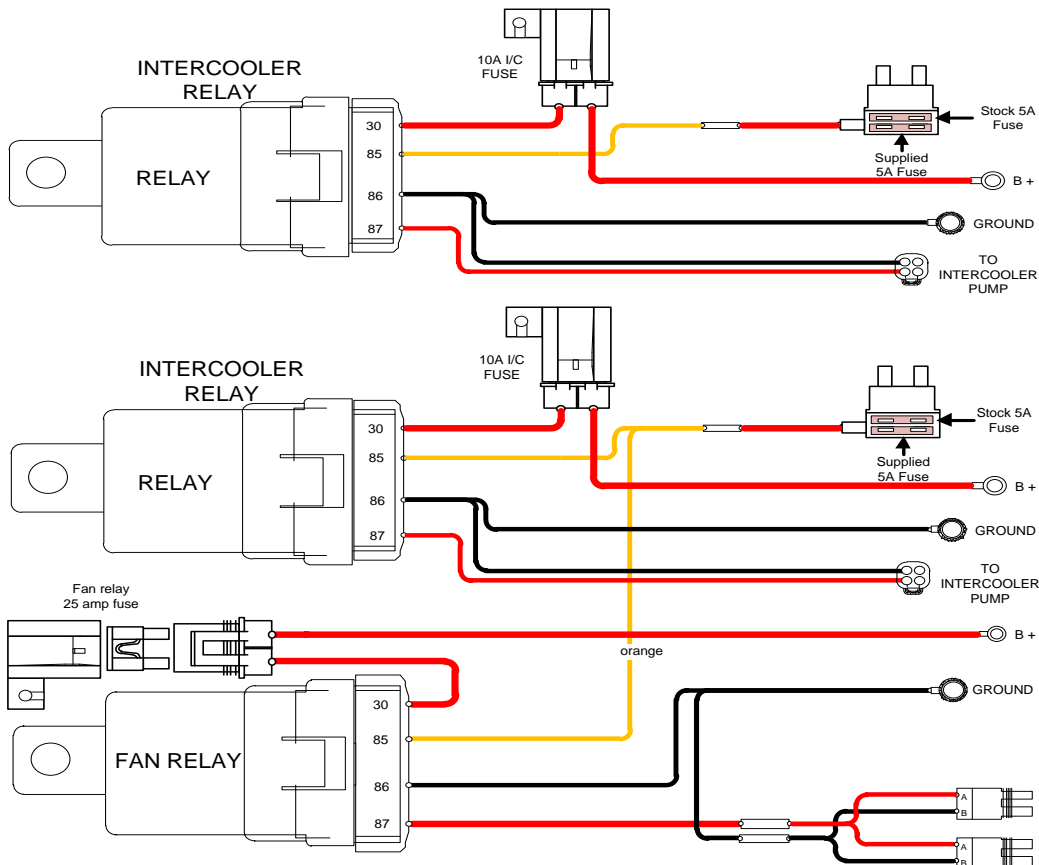 INTERCOOLER
RELAY
10A I/C
FUSE
RELAY
30
85
86
87
Stock 5A
Fuse
Supplied
5A Fuse
B +
GROUND
TO
INTERCOOLER
PUMP
INTERCOOLER
RELAY
10A I/C
FUSE
RELAY
30
85
86
87
Stock 5A
Fuse
Supplied
5A Fuse
B +
GROUND
TO
INTERCOOLER
PUMP
Fan relay
25 amp fuse
B +
orange
GROUND
FAN RELAY
30
85
86
87
A
B
A
B